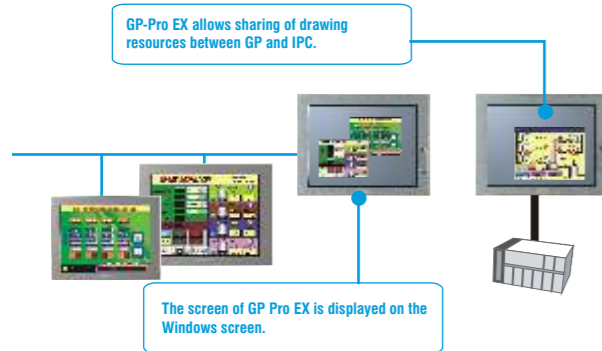 GP-Pro EX allows sharing of drawing
resources between GP and IPC.
The screen of GP Pro EX is displayed on the
Windows screen.